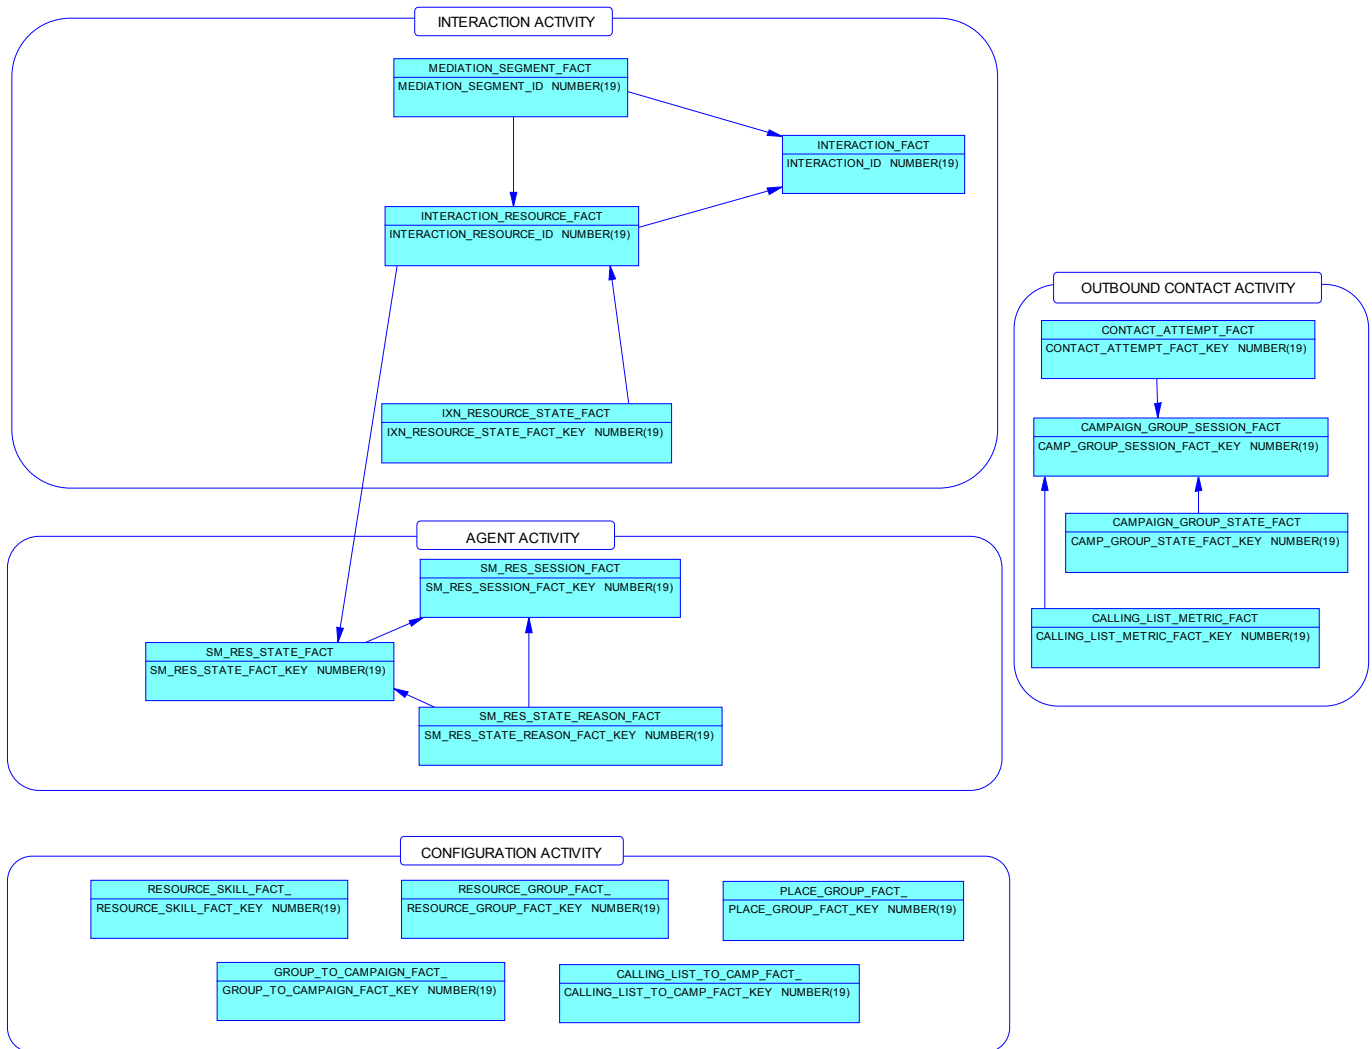 INTERACTION ACTIVITY
MEDIATION_SEGMENT_FACT
MEDIATION_SEGMENT_ID NUMBER(19)
INTERACTION_FACT
INTERACTION_ID NUMBER(19)
INTERACTION_RESOURCE_FACT
INTERACTION_RESOURCE_ID NUMBER(19)
IXN_RESOURCE_STATE_FACT
IXN_RESOURCE_STATE_FACT_KEY NUMBER(19)
OUTBOUND CONTACT ACTIVITY
CONTACT_ATTEMPT_FACT
CONTACT_ATTEMPT_FACT_KEY NUMBER(19)
CAMPAIGN_GROUP_SESSION_FACT
CAMP_GROUP_SESSION_FACT_KEY NUMBER(19)
CAMPAIGN_GROUP_STATE_FACT
CAMP_GROUP_STATE_FACT_KEY NUMBER(19)
CALLING_LIST_METRIC_FACT
CALLING_LIST_METRIC_FACT_KEY NUMBER(19)
AGENT ACTIVITY
SM_RES_SESSION_FACT
SM_RES_SESSION_FACT_KEY NUMBER(19)
SM_RES_STATE_FACT
SM_RES_STATE_FACT_KEY NUMBER(19)
SM_RES_STATE_REASON_FACT
SM_RES_STATE_REASON_FACT_KEY NUMBER(19)
CONFIGURATION ACTIVITY
RESOURCE_SKILL_FACT_
RESOURCE_SKILL_FACT_KEY NUMBER(19)
RESOURCE_GROUP_FACT_
RESOURCE_GROUP_FACT_KEY NUMBER(19)
PLACE_GROUP_FACT_
PLACE_GROUP_FACT_KEY NUMBER(19)
GROUP_TO_CAMPAIGN_FACT_
GROUP_TO_CAMPAIGN_FACT_KEY NUMBER(19)
CALLING_LIST_TO_CAMP_FACT_
CALLING_LIST_TO_CAMP_FACT_KEY NUMBER(19)